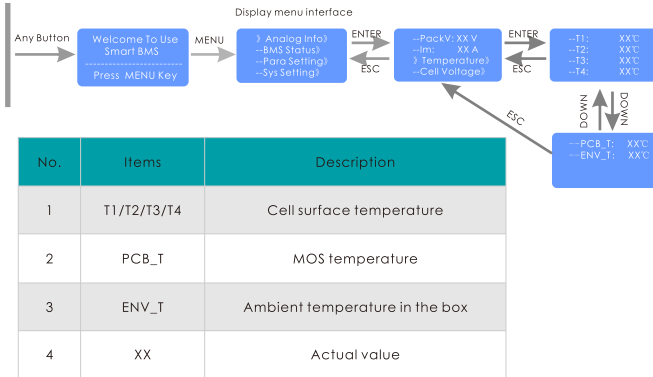 Display menu interface
Any Button
Welcome To Use
Smart BMS
Press MENU Key
MENU
》Analog Info》
--BMS Status》
--Para Setting》
--Sys Setting》
ENTER
ESC
--PackV: XX V
--Im: XX A
》Temperature》
--Cell Voltage》
ENTER
ESC
--T1: XX℃
--T2: XX℃
--T3: XX℃
--T4: XX℃
DOWN
DOWN
ESC
--PCB_T: XX℃
--ENV_T: XX℃
No. Items Description
1 T1/T2/T3/T4 Cell surface temperature
2 PCB_T MOS temperature
3 ENV_T Ambient temperature in the box
4 XX Actual value